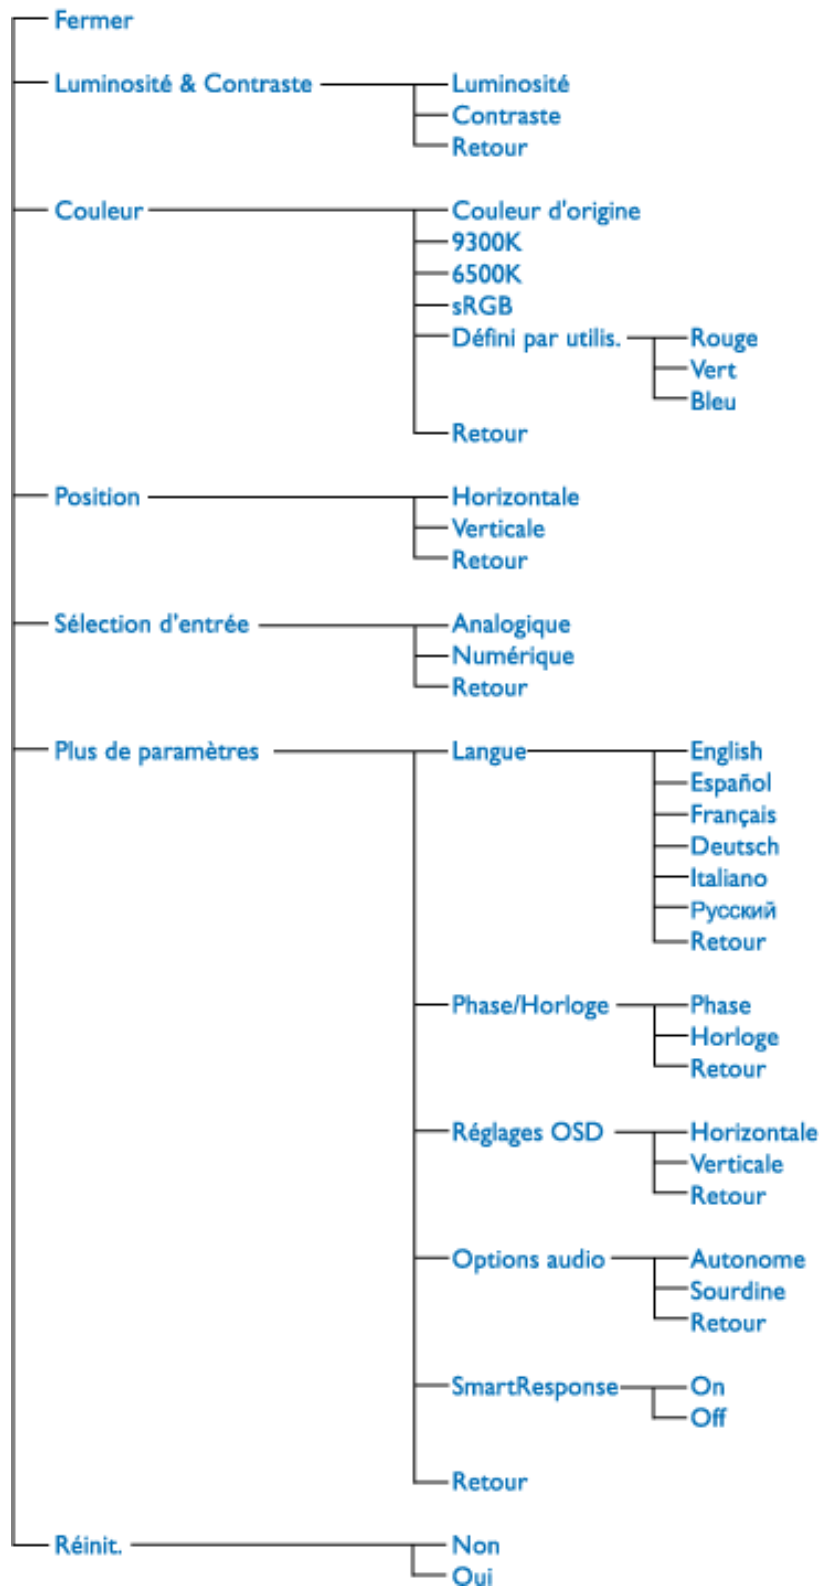 Fermer
Luminosité & Contraste Luminosité
Contraste
Retour
Couleur Couleur d'origine
9300K
6500K
sRGB
Défini par utilis. Rouge
Vert
Bleu
Retour
Position Horizontale
Verticale
Retour
Sélection d'entrée Analogique
Numérique
Retour
Plus de paramètres Langue English
Español
Français
Deutsch
Italiano
Русский
Retour
Phase/Horloge Phase
Horloge
Retour
Réglages OSD Horizontale
Verticale
Retour
Options audio Autonome
Sourdine
Retour
SmartResponse On
Off
Retour
Réinit. Non
Oui